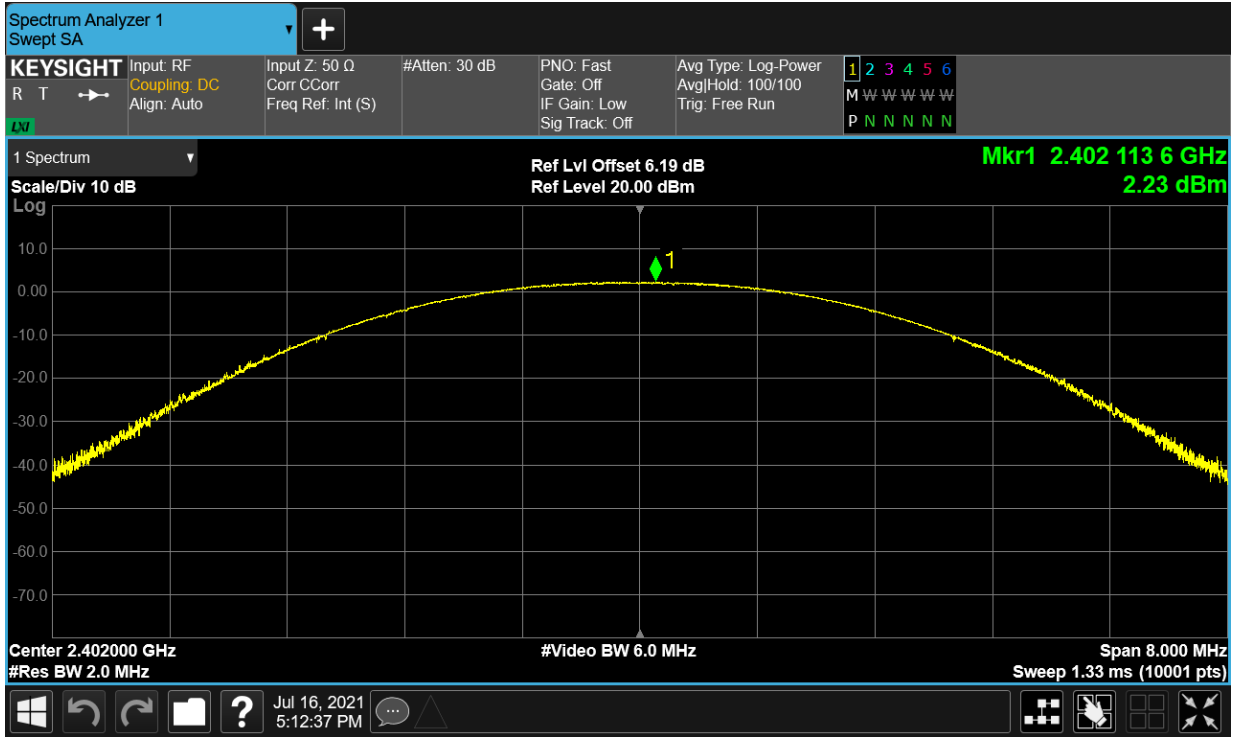 Spectrum Analyzer 1
Swept SA
KEYSIGHT
R T
LXI
Input: RF
Coupling: DC
Align: Auto
Input Z: 50 Ω
Corr CCorr
Freq Ref: Int (S)
#Atten: 30 dB
PNO: Fast
Gate: Off
IF Gain: Low
Sig Track: Off
Avg Type: Log-Power
Avg|Hold: 100/100
Trig: Free Run
1 2 3 4 5 6
M W W W W W
P N N N N N
1 Spectrum
Scale/Div 10 dB
Log
Ref Lvl Offset 6.19 dB
Ref Level 20.00 dBm
Mkr1 2.402 113 6 GHz
2.23 dBm
1
10.0
0.00
-10.0
-20.0
-30.0
-40.0
-50.0
-60.0
-70.0
Center 2.402000 GHz
#Res BW 2.0 MHz
#Video BW 6.0 MHz
Span 8.000 MHz
Sweep 1.33 ms (10001 pts)
?
Jul 16, 2021
5:12:37 PM